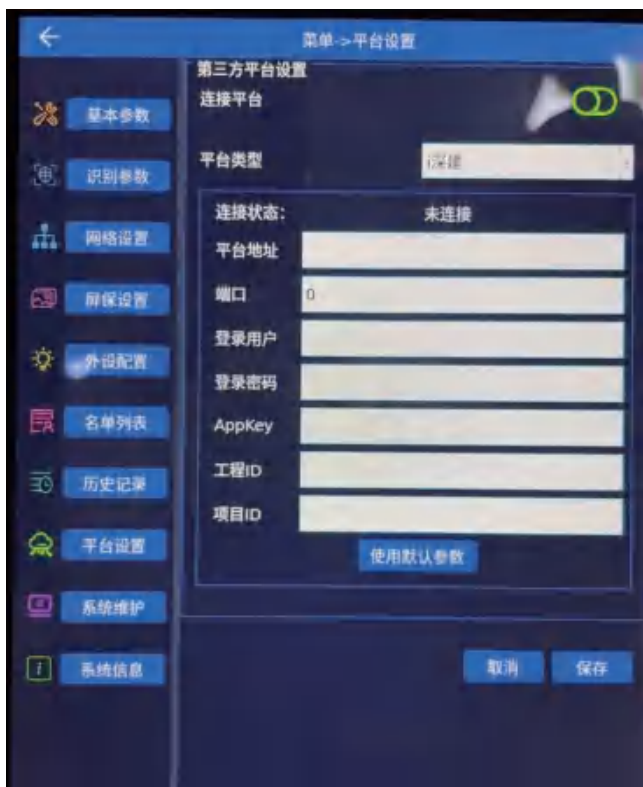 菜单->平台设置
第三方平台设置
连接平台
平台类型
i深建
连接状态:
未连接
平台地址
端口
0
登录用户
登录密码
AppKey
工程ID
项目ID
使用默认参数
取消
保存
基本参数
识别参数
网络设置
屏保设置
外设配置
名单列表
历史记录
平台设置
系统维护
系统信息